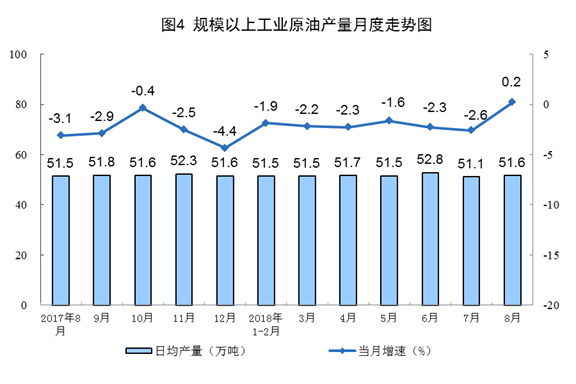 图4 规模以上工业原油产量月度走势图
100
80
60
40
20
0
5
0
-5
-10
-15
-20
-3.1
-2.9
-0.4
-2.5
-4.4
-1.9
-2.2
-2.3
-1.6
-2.3
-2.6
0.2
51.5
51.8
51.6
52.3
51.6
51.5
51.5
51.7
51.5
52.8
51.1
51.6
2017年8
月
9月
10月
11月
12月
2018年
1-2月
3月
4月
5月
6月
7月
8月
日均产量（万吨）
当月增速（%）